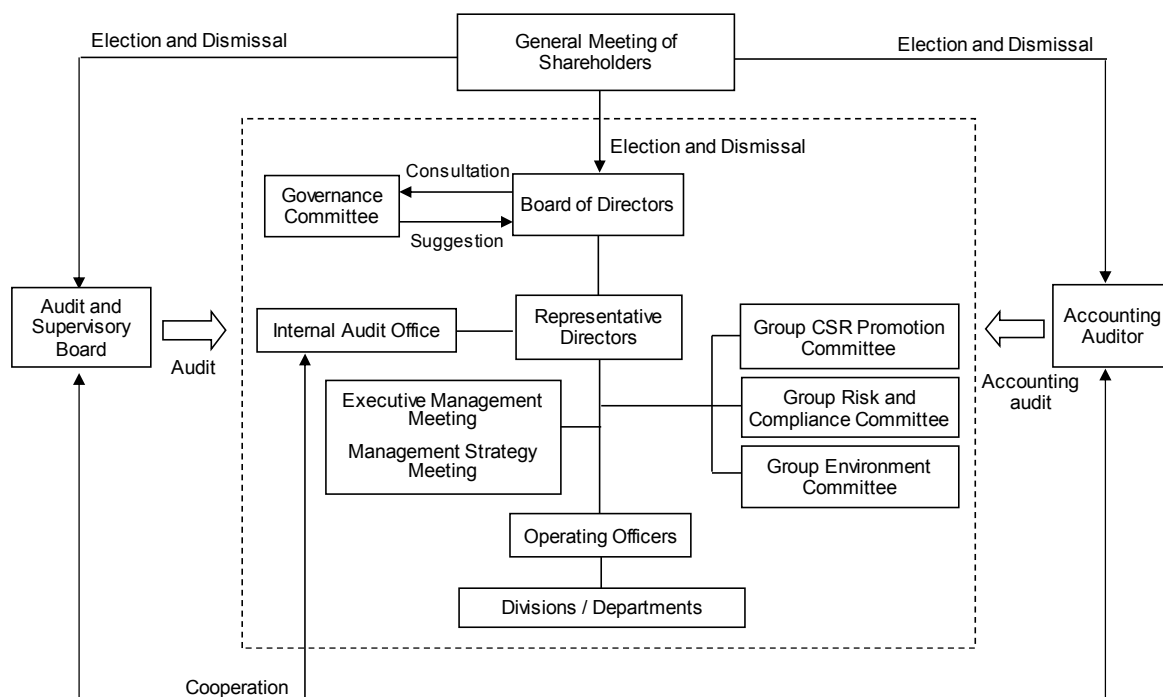 Election and Dismissal
General Meeting of
Shareholders
Election and Dismissal
Election and Dismissal
Consultation
Governance
Committee
Board of Directors
Suggestion
Audit and
Supervisory
Board
Audit
Internal Audit Office
Representative
Directors
Group CSR Promotion
Committee
Accounting
Auditor
Accounting
audit
Executive Management
Meeting
Management Strategy
Meeting
Group Risk and
Compliance Committee
Group Environment
Committee
Operating Officers
Divisions / Departments
Cooperation